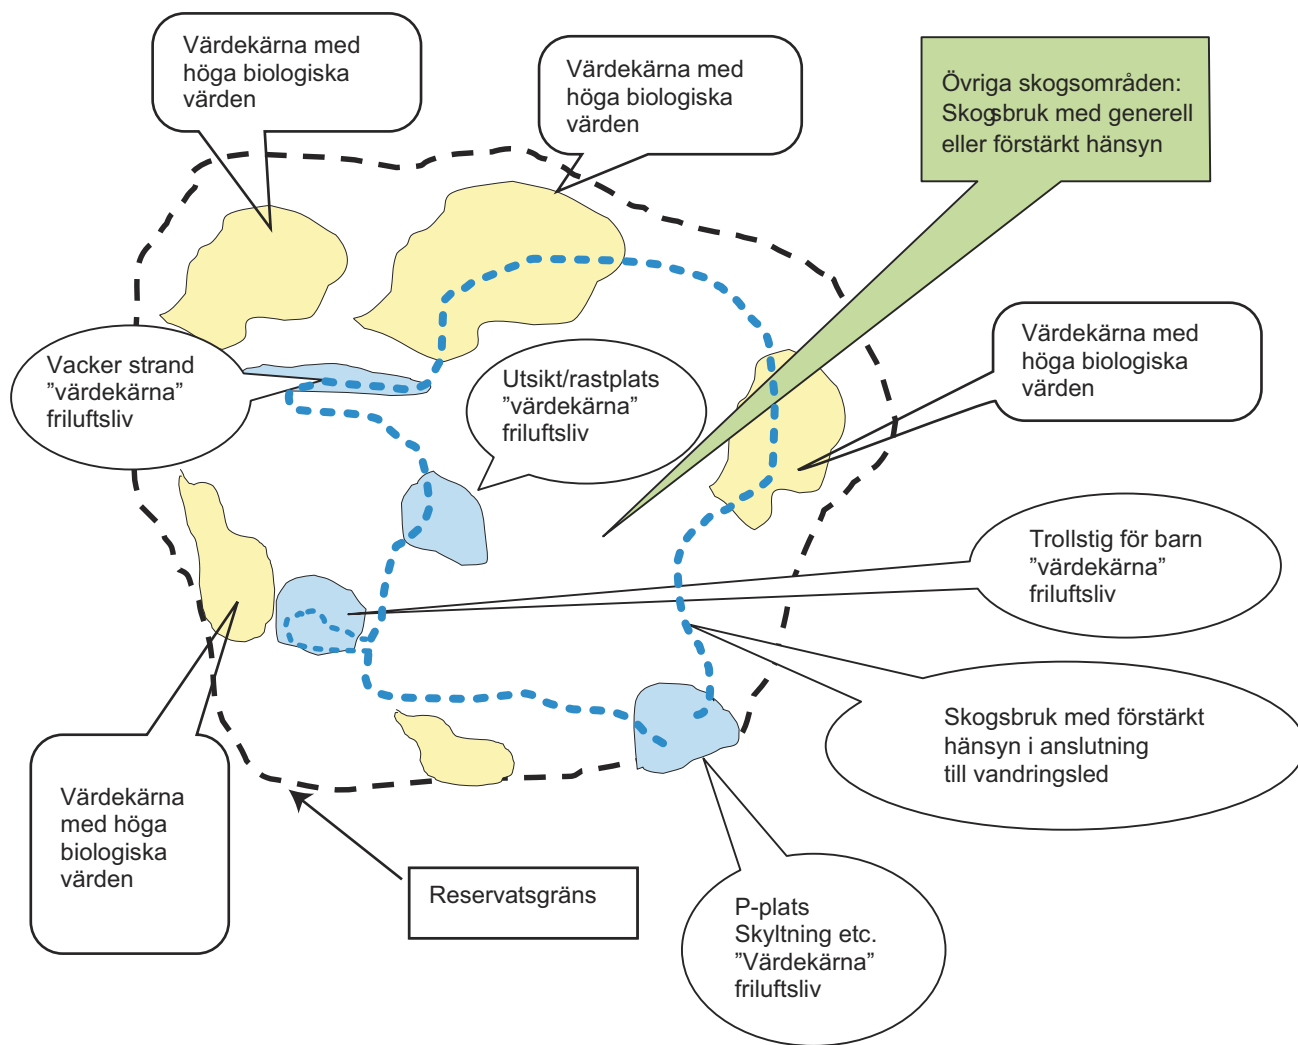 Värdekärna med
höga biologiska
värden
Värdekärna med
höga biologiska
värden
Övriga skogsområden:
Skogsbruk med generell
eller förstärkt hänsyn
Vacker strand
”värdekärna”
friluftsliv
Utsikt/rastplats
”värdekärna”
friluftsliv
Värdekärna med
höga biologiska
värden
Trollstig för barn
”värdekärna”
friluftsliv
Skogsbruk med förstärkt
hänsyn i anslutning
till vandringsled
Värdekärna
med höga
biologiska
värden
Reservatsgräns
P-plats
Skyltning etc.
”Värdekärna”
friluftsliv